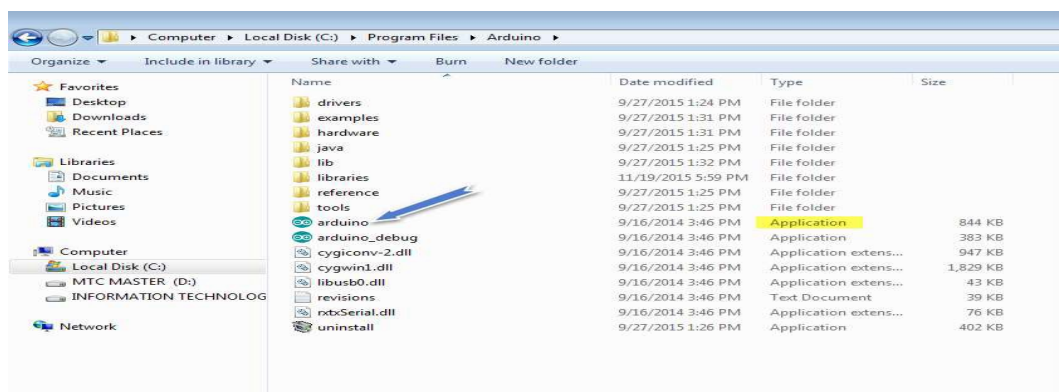 Computer Local Disk (C:) Program Files Arduino
Organize Include in library Share with Burn New folder
Favorites
Desktop
Downloads
Recent Places
Libraries
Documents
Music
Pictures
Videos
Computer
Local Disk (C:)
MTC MASTER (D:)
INFORMATION TECHNOLOG
Network
Name Date modified Type Size
drivers 9/27/2015 1:24 PM File folder
examples 9/27/2015 1:31 PM File folder
hardware 9/27/2015 1:31 PM File folder
java 9/27/2015 1:25 PM File folder
lib 9/27/2015 1:32 PM File folder
libraries 11/19/2015 5:59 PM File folder
reference 9/27/2015 1:25 PM File folder
tools 9/27/2015 1:25 PM File folder
arduino 9/16/2014 3:46 PM Application 844 KB
arduino_debug 9/16/2014 3:46 PM Application 383 KB
cygiconv-2.dll 9/16/2014 3:46 PM Application extens... 947 KB
cygwin1.dll 9/16/2014 3:46 PM Application extens... 1,829 KB
libusb0.dll 9/16/2014 3:46 PM Application extens... 43 KB
revisions 9/16/2014 3:46 PM Text Document 39 KB
rxtxSerial.dll 9/16/2014 3:46 PM Application extens... 76 KB
uninstall 9/27/2015 1:26 PM Application 402 KB